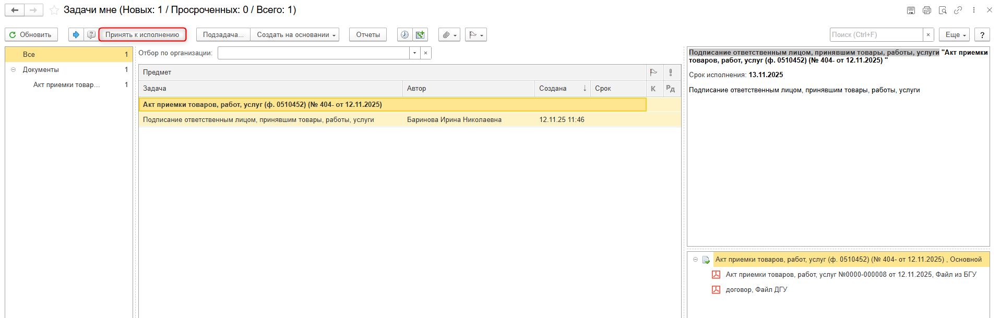 Задачи мне (Новых: 1 / Просроченных: 0 / Всего: 1)
Обновить
Принять к исполнению
Подзадача...
Создать на основании
Отчеты
Поиск (Ctrl+F)
×
Еще
?
Все 1
Документы 1
Акт приемки товар... 1
Отбор по организации:
×
Предмет
Задача Автор Создана ↓ Срок К Рд
Акт приемки товаров, работ, услуг (ф. 0510452) (№ 404- от 12.11.2025)
Подписание ответственным лицом, принявшим товары, работы, услуги Баринова Ирина Николаевна 12.11.25 11:46
Подписание ответственным лицом, принявшим товары, работы, услуги "Акт приемки
товаров, работ, услуг (ф. 0510452) (№ 404- от 12.11.2025) "
Срок исполнения: 13.11.2025
Подписание ответственным лицом, принявшим товары, работы, услуги
Акт приемки товаров, работ, услуг (ф. 0510452) (№ 404- от 12.11.2025) , Основной
Акт приемки товаров, работ, услуг №0000-000008 от 12.11.2025, Файл из БГУ
договор, Файл ДГУ